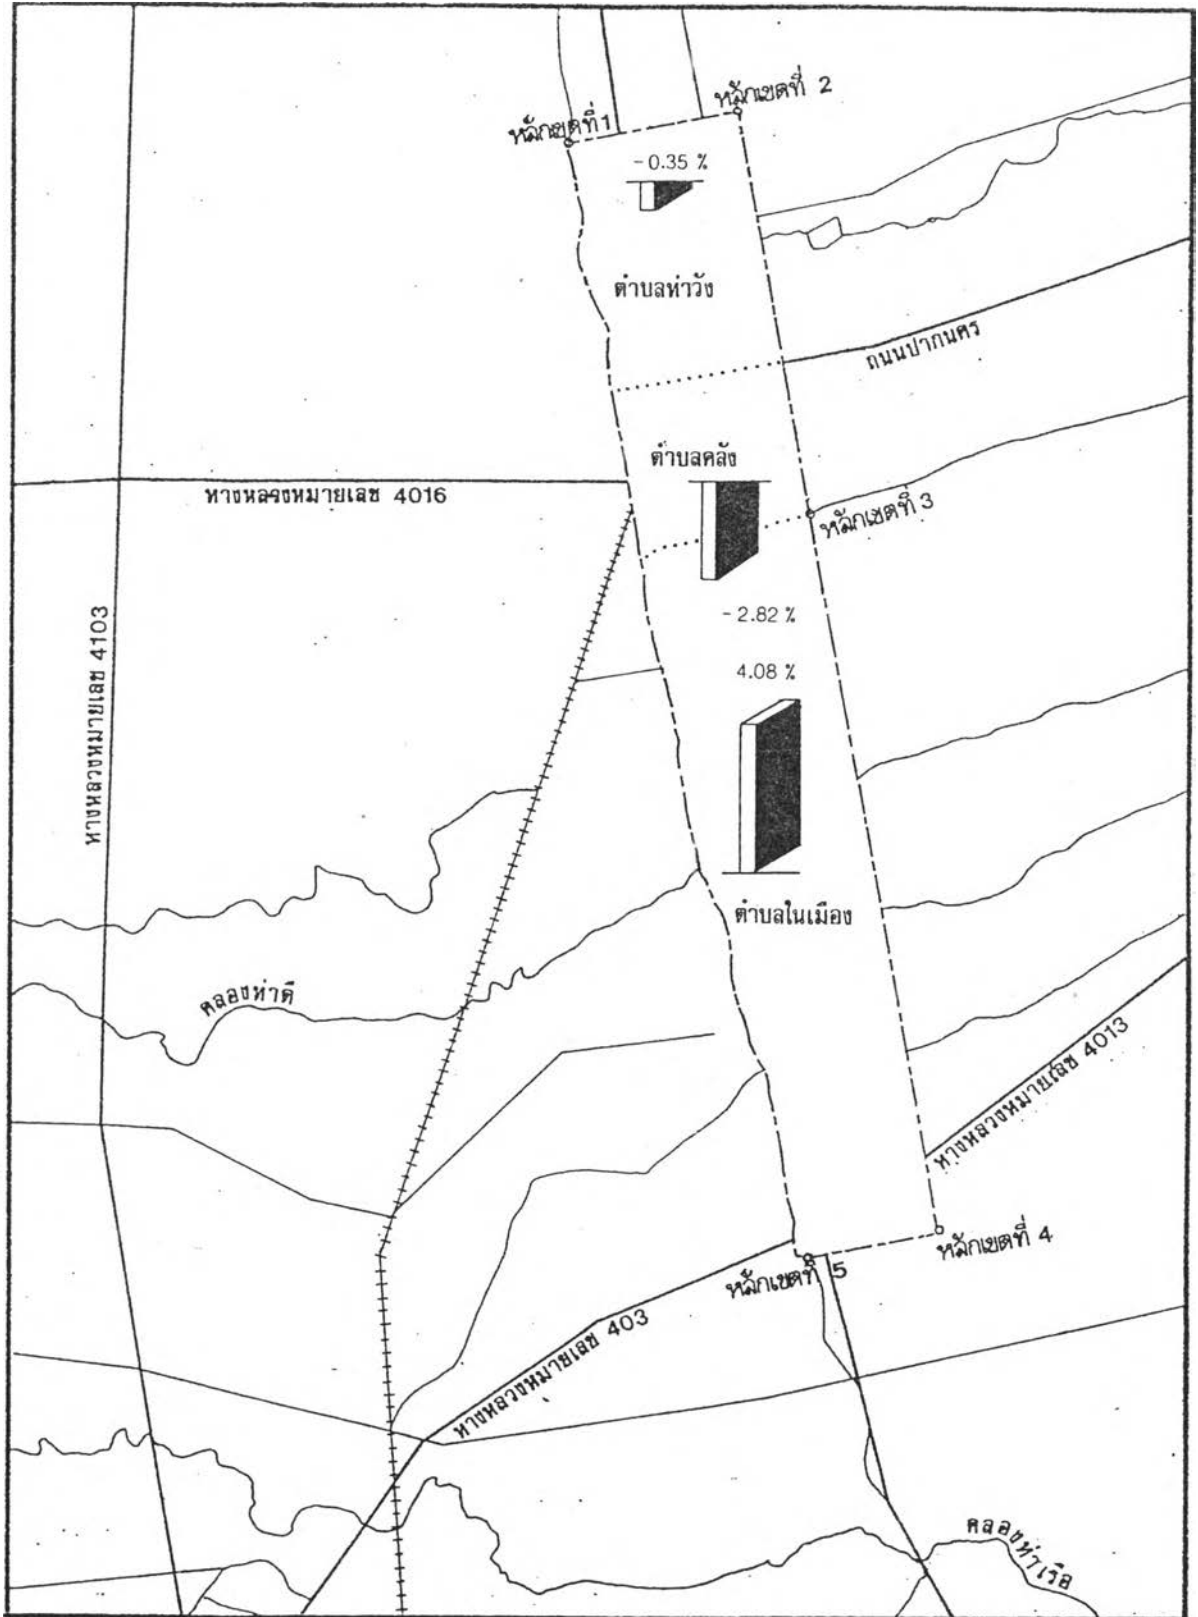 หลักเขตที่ 2
หลักเขตที่ 1
-0.35 %
ตำบลท่าวัง
ถนนปากนคร
ตำบลคลัง
ทางหลวงหมายเลข 4016
หลักเขตที่ 3
-2.82 %
ทางหลวงหมายเลข 4103
4.08 %
ตำบลในเมือง
คลองท่าดี
ทางหลวงหมายเลข 4013
หลักเขตที่ 4
หลักเขตที่ 5
ทางหลวงหมายเลข 403
คลองท่าเรือ